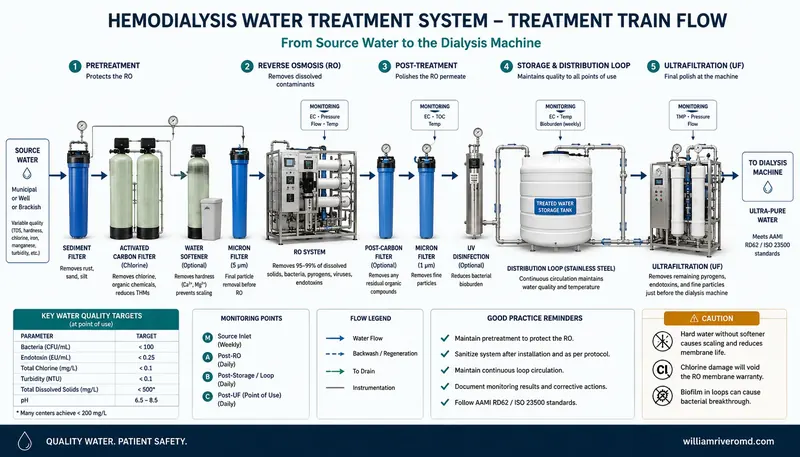 HEMODIALYSIS WATER TREATMENT SYSTEM – TREATMENT TRAIN FLOW
From Source Water to the Dialysis Machine
1 PRETREATMENT
Protects the RO
2 REVERSE OSMOSIS (RO)
Removes dissolved
contaminants
3 POST-TREATMENT
Polishes the RO permeate
4 STORAGE & DISTRIBUTION LOOP
Maintains quality to all points of use
5 ULTRAFILTRATION (UF)
Final polish at the machine
MONITORING
EC • Pressure
Flow • Temp
MONITORING
EC • TOC
Temp
MONITORING
EC • Temp
Bioburden (weekly)
MONITORING
TMP • Pressure
Flow
SOURCE
WATER
Municipal
or Well or
Brackish
Variable quality
(TDS, hardness,
chlorine, iron,
manganese,
turbidity, etc.)
SEDIMENT
FILTER
Removes rust,
sand, silt
ACTIVATED
CARBON FILTER
(Chlorine)
Removes chlorine,
organic chemicals,
reduces THMs
WATER
SOFTENER
(Optional)
Removes hardness
(Ca²⁺, Mg²⁺)
prevents scaling
MICRON FILTER
(5 μm)
Final particle
removal before
RO
RO SYSTEM
Removes 95–99% of dissolved
solids, bacteria, pyrogens, viruses,
endotoxins
POST-CARBON
FILTER
(Optional)
Removes any
residual organic
compounds
MICRON
FILTER
(1 μm)
Removes fine
particles
UV
DISINFECTION
(Optional)
Reduces bacterial
bioburden
TREATED WATER
STORAGE TANK
DISTRIBUTION LOOP (STAINLESS STEEL)
Continuous circulation maintains
water quality and temperature
ULTRAFILTRATION (UF)
Removes remaining pyrogens,
endotoxins, and fine particles
just before the dialysis machine
TO DIALYSIS
MACHINE
ULTRA-PURE
WATER
Meets AAMI
RD62 / ISO 23500
standards
KEY WATER QUALITY TARGETS
(at point of use)
PARAMETER TARGET
Bacteria (CFU/mL) < 100
Endotoxin (EU/mL) < 0.25
Total Chlorine (mg/L) < 0.1
Turbidity (NTU) < 0.1
Total Dissolved Solids (mg/L) < 500*
pH 6.5 – 8.5
* Many centers achieve < 200 mg/L
MONITORING POINTS
M Source Inlet
(Weekly)
A Post-RO
(Daily)
B Post-Storage / Loop
(Daily)
C Post-UF (Point of Use)
(Daily)
FLOW LEGEND
Water Flow
Backwash / Regeneration
To Drain
Instrumentation
GOOD PRACTICE REMINDERS
✓ Maintain pretreatment to protect the RO.
✓ Sanitize system after installation and as per protocol.
✓ Maintain continuous loop circulation.
✓ Document monitoring results and corrective actions.
✓ Follow AAMI RD62 / ISO 23500 standards.
CAUTION
Hard water without softener
causes scaling and reduces
membrane life.
Cl Chlorine damage will void
the RO membrane warranty.
Biofilm in loops can cause
bacterial breakthrough.
QUALITY WATER. PATIENT SAFETY.
williamriveromd.com